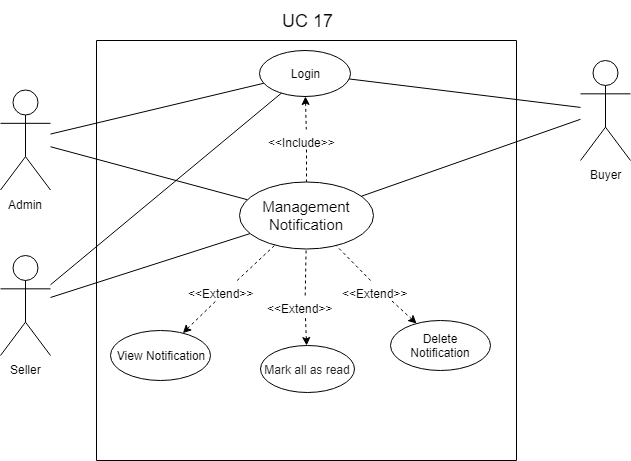 UC 17
Login
<<Include>>
Admin
Buyer
Management
Notification
Seller
<<Extend>>
<<Extend>>
<<Extend>>
View Notification
Mark all as read
Delete
Notification